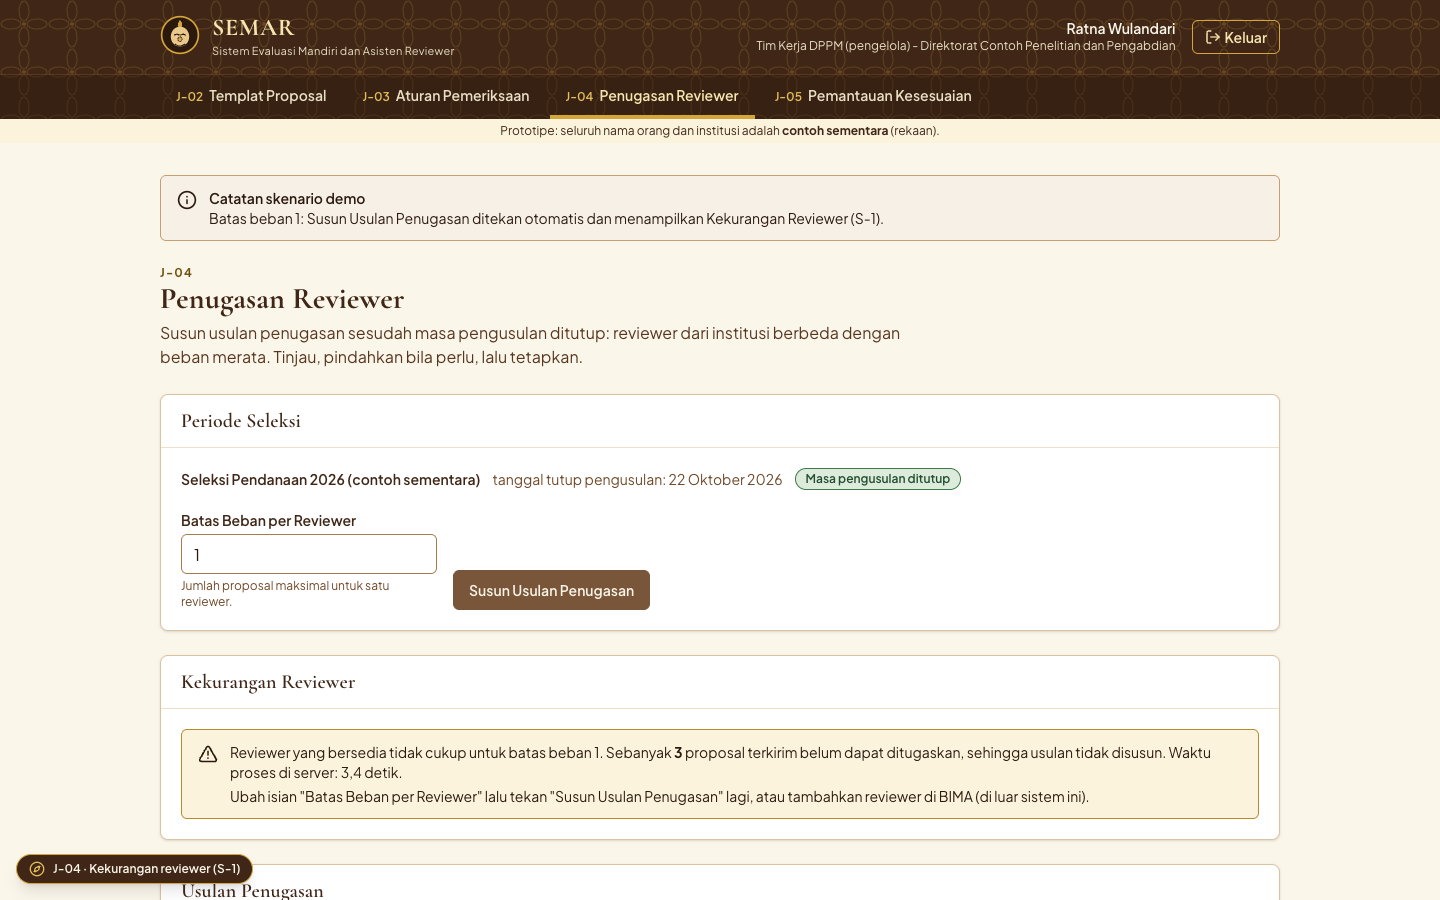 SEMAR
Sistem Evaluasi Mandiri dan Asisten Reviewer
Ratna Wulandari
Tim Kerja DPPM (pengelola) - Direktorat Contoh Penelitian dan Pengabdian
Keluar
J-02 Templat Proposal
J-03 Aturan Pemeriksaan
J-04 Penugasan Reviewer
J-05 Pemantauan Kesesuaian
Prototipe: seluruh nama orang dan institusi adalah contoh sementara (rekaan).
Catatan skenario demo
Batas beban 1: Susun Usulan Penugasan ditekan otomatis dan menampilkan Kekurangan Reviewer (S-1).
J-04
Penugasan Reviewer
Susun usulan penugasan sesudah masa pengusulan ditutup: reviewer dari institusi berbeda dengan
beban merata. Tinjau, pindahkan bila perlu, lalu tetapkan.
Periode Seleksi
Seleksi Pendanaan 2026 (contoh sementara) tanggal tutup pengusulan: 22 Oktober 2026 Masa pengusulan ditutup
Batas Beban per Reviewer
1
Jumlah proposal maksimal untuk satu
reviewer.
Susun Usulan Penugasan
Kekurangan Reviewer
Reviewer yang bersedia tidak cukup untuk batas beban 1. Sebanyak 3 proposal terkirim belum dapat ditugaskan, sehingga usulan tidak disusun. Waktu
proses di server: 3,4 detik.
Ubah isian "Batas Beban per Reviewer" lalu tekan "Susun Usulan Penugasan" lagi, atau tambahkan reviewer di BIMA (di luar sistem ini).
J-04 · Kekurangan reviewer (S-1)
Usulan Penugasan